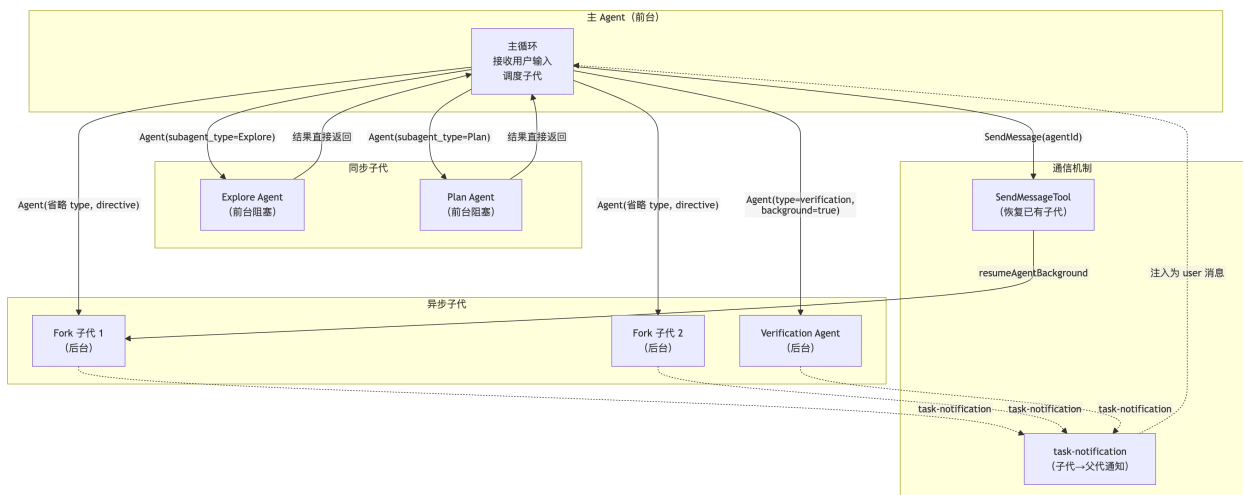 主 Agent（前台）
主循环
接收用户输入
调度子代
Agent(subagent_type=Explore)
结果直接返回
Agent(subagent_type=Plan)
结果直接返回
SendMessage(agentId)
同步子代
通信机制
Explore Agent
（前台阻塞）
Plan Agent
（前台阻塞）
Agent(省略 type, directive)
Agent(省略 type, directive)
Agent(type=verification,
background=true)
SendMessageTool
（恢复已有子代）
resumeAgentBackground
注入为 user 消息
异步子代
Fork 子代 1
（后台）
Fork 子代 2
（后台）
Verification Agent
（后台）
task-notification
task-notification
task-notification
task-notification
（子代→父代通知）